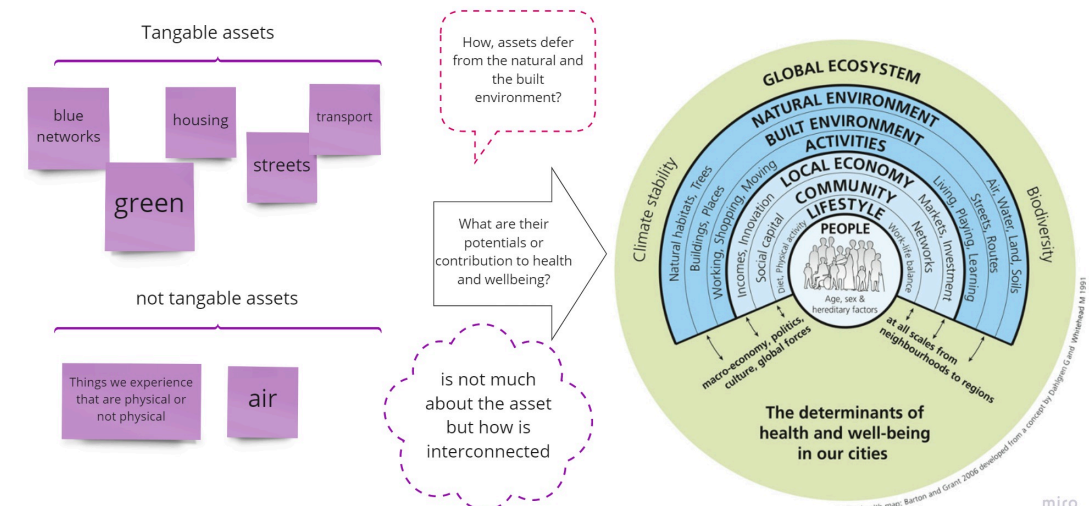 Tangable assets
blue
networks
housing
transport
streets
green
not tangable assets
Things we experience
that are physical or
not physical
air
How, assets defer
from the natural and
the built
environment?
What are their
potentials or
contribution to health
and wellbeing?
is not much
about the asset
but how is
interconnected
GLOBAL ECOSYSTEM
NATURAL ENVIRONMENT
BUILT ENVIRONMENT
ACTIVITIES
LOCAL ECONOMY
COMMUNITY
LIFESTYLE
PEOPLE
Climate stability
Biodiversity
Natural habitats, Trees
Air, Water, Land, Soils
Buildings, Places
Streets, Routes
Working, Shopping, Moving
Living, Playing, Learning
Incomes, Innovation
Markets, Investment
Social capital
Networks
Diet, Physical activity
Work-life balance
Age, sex &
hereditary factors
macro-economy, politics,
culture, global forces
at all scales from
neighbourhoods to regions
The determinants of
health and well-being
in our cities
map: Barton and Grant 2006 developed from a concept by Dahlgren G and Whitehead M 1991
miro